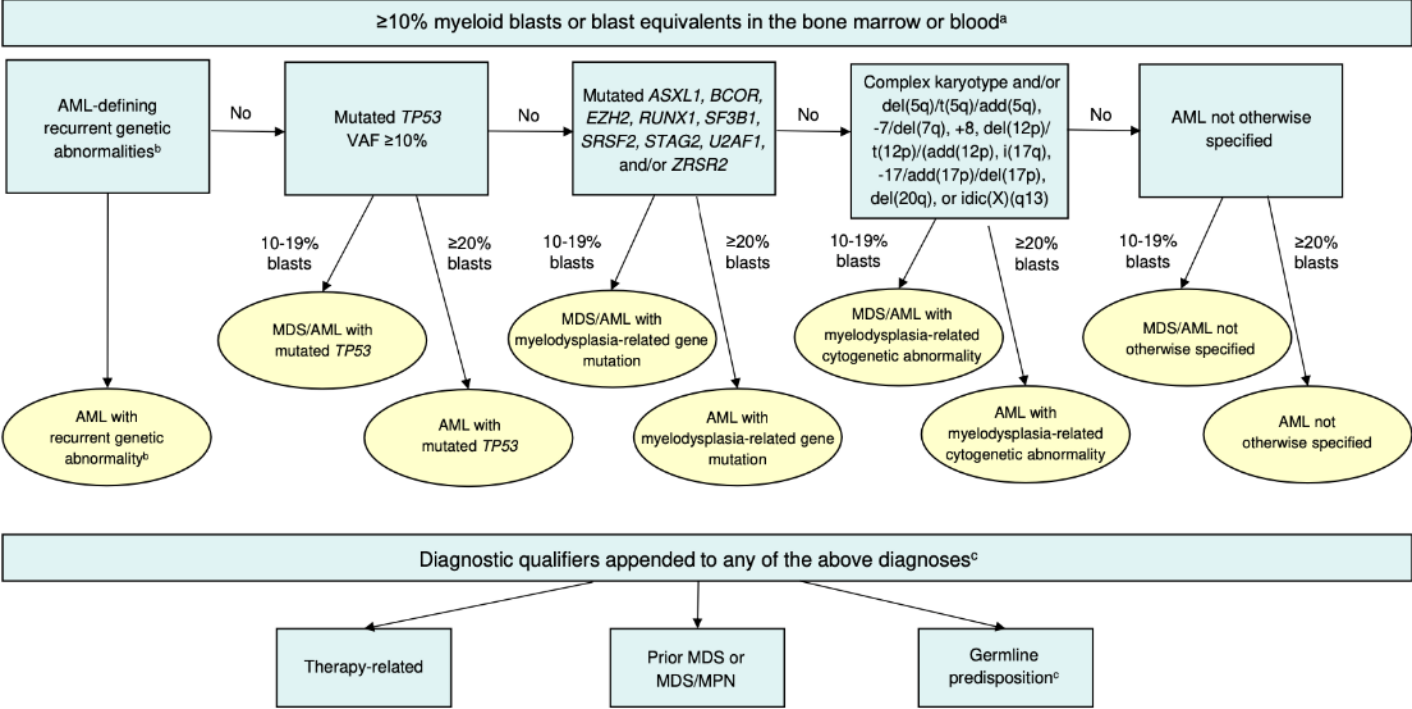 ≥10% myeloid blasts or blast equivalents in the bone marrow or bloodᵃ
AML-defining
recurrent genetic
abnormalitiesᵇ
No
Mutated TP53
VAF ≥10%
No
Mutated ASXL1, BCOR,
EZH2, RUNX1, SF3B1,
SRSF2, STAG2, U2AF1,
and/or ZRSR2
No
Complex karyotype and/or
del(5q)/t(5q)/add(5q),
-7/del(7q), +8, del(12p)/
t(12p)/(add(12p), i(17q),
-17/add(17p)/del(17p),
del(20q), or idic(X)(q13)
No
AML not otherwise
specified
10-19%
blasts
≥20%
blasts
10-19%
blasts
≥20%
blasts
10-19%
blasts
≥20%
blasts
10-19%
blasts
≥20%
blasts
MDS/AML with
mutated TP53
MDS/AML with
myelodysplasia-related gene
mutation
MDS/AML with
myelodysplasia-related
cytogenetic abnormality
MDS/AML not
otherwise specified
AML with
recurrent genetic
abnormalityᵇ
AML with
mutated TP53
AML with
myelodysplasia-related gene
mutation
AML with
myelodysplasia-related
cytogenetic abnormality
AML not
otherwise specified
Diagnostic qualifiers appended to any of the above diagnosesᶜ
Therapy-related
Prior MDS or
MDS/MPN
Germline
predispositionᶜ